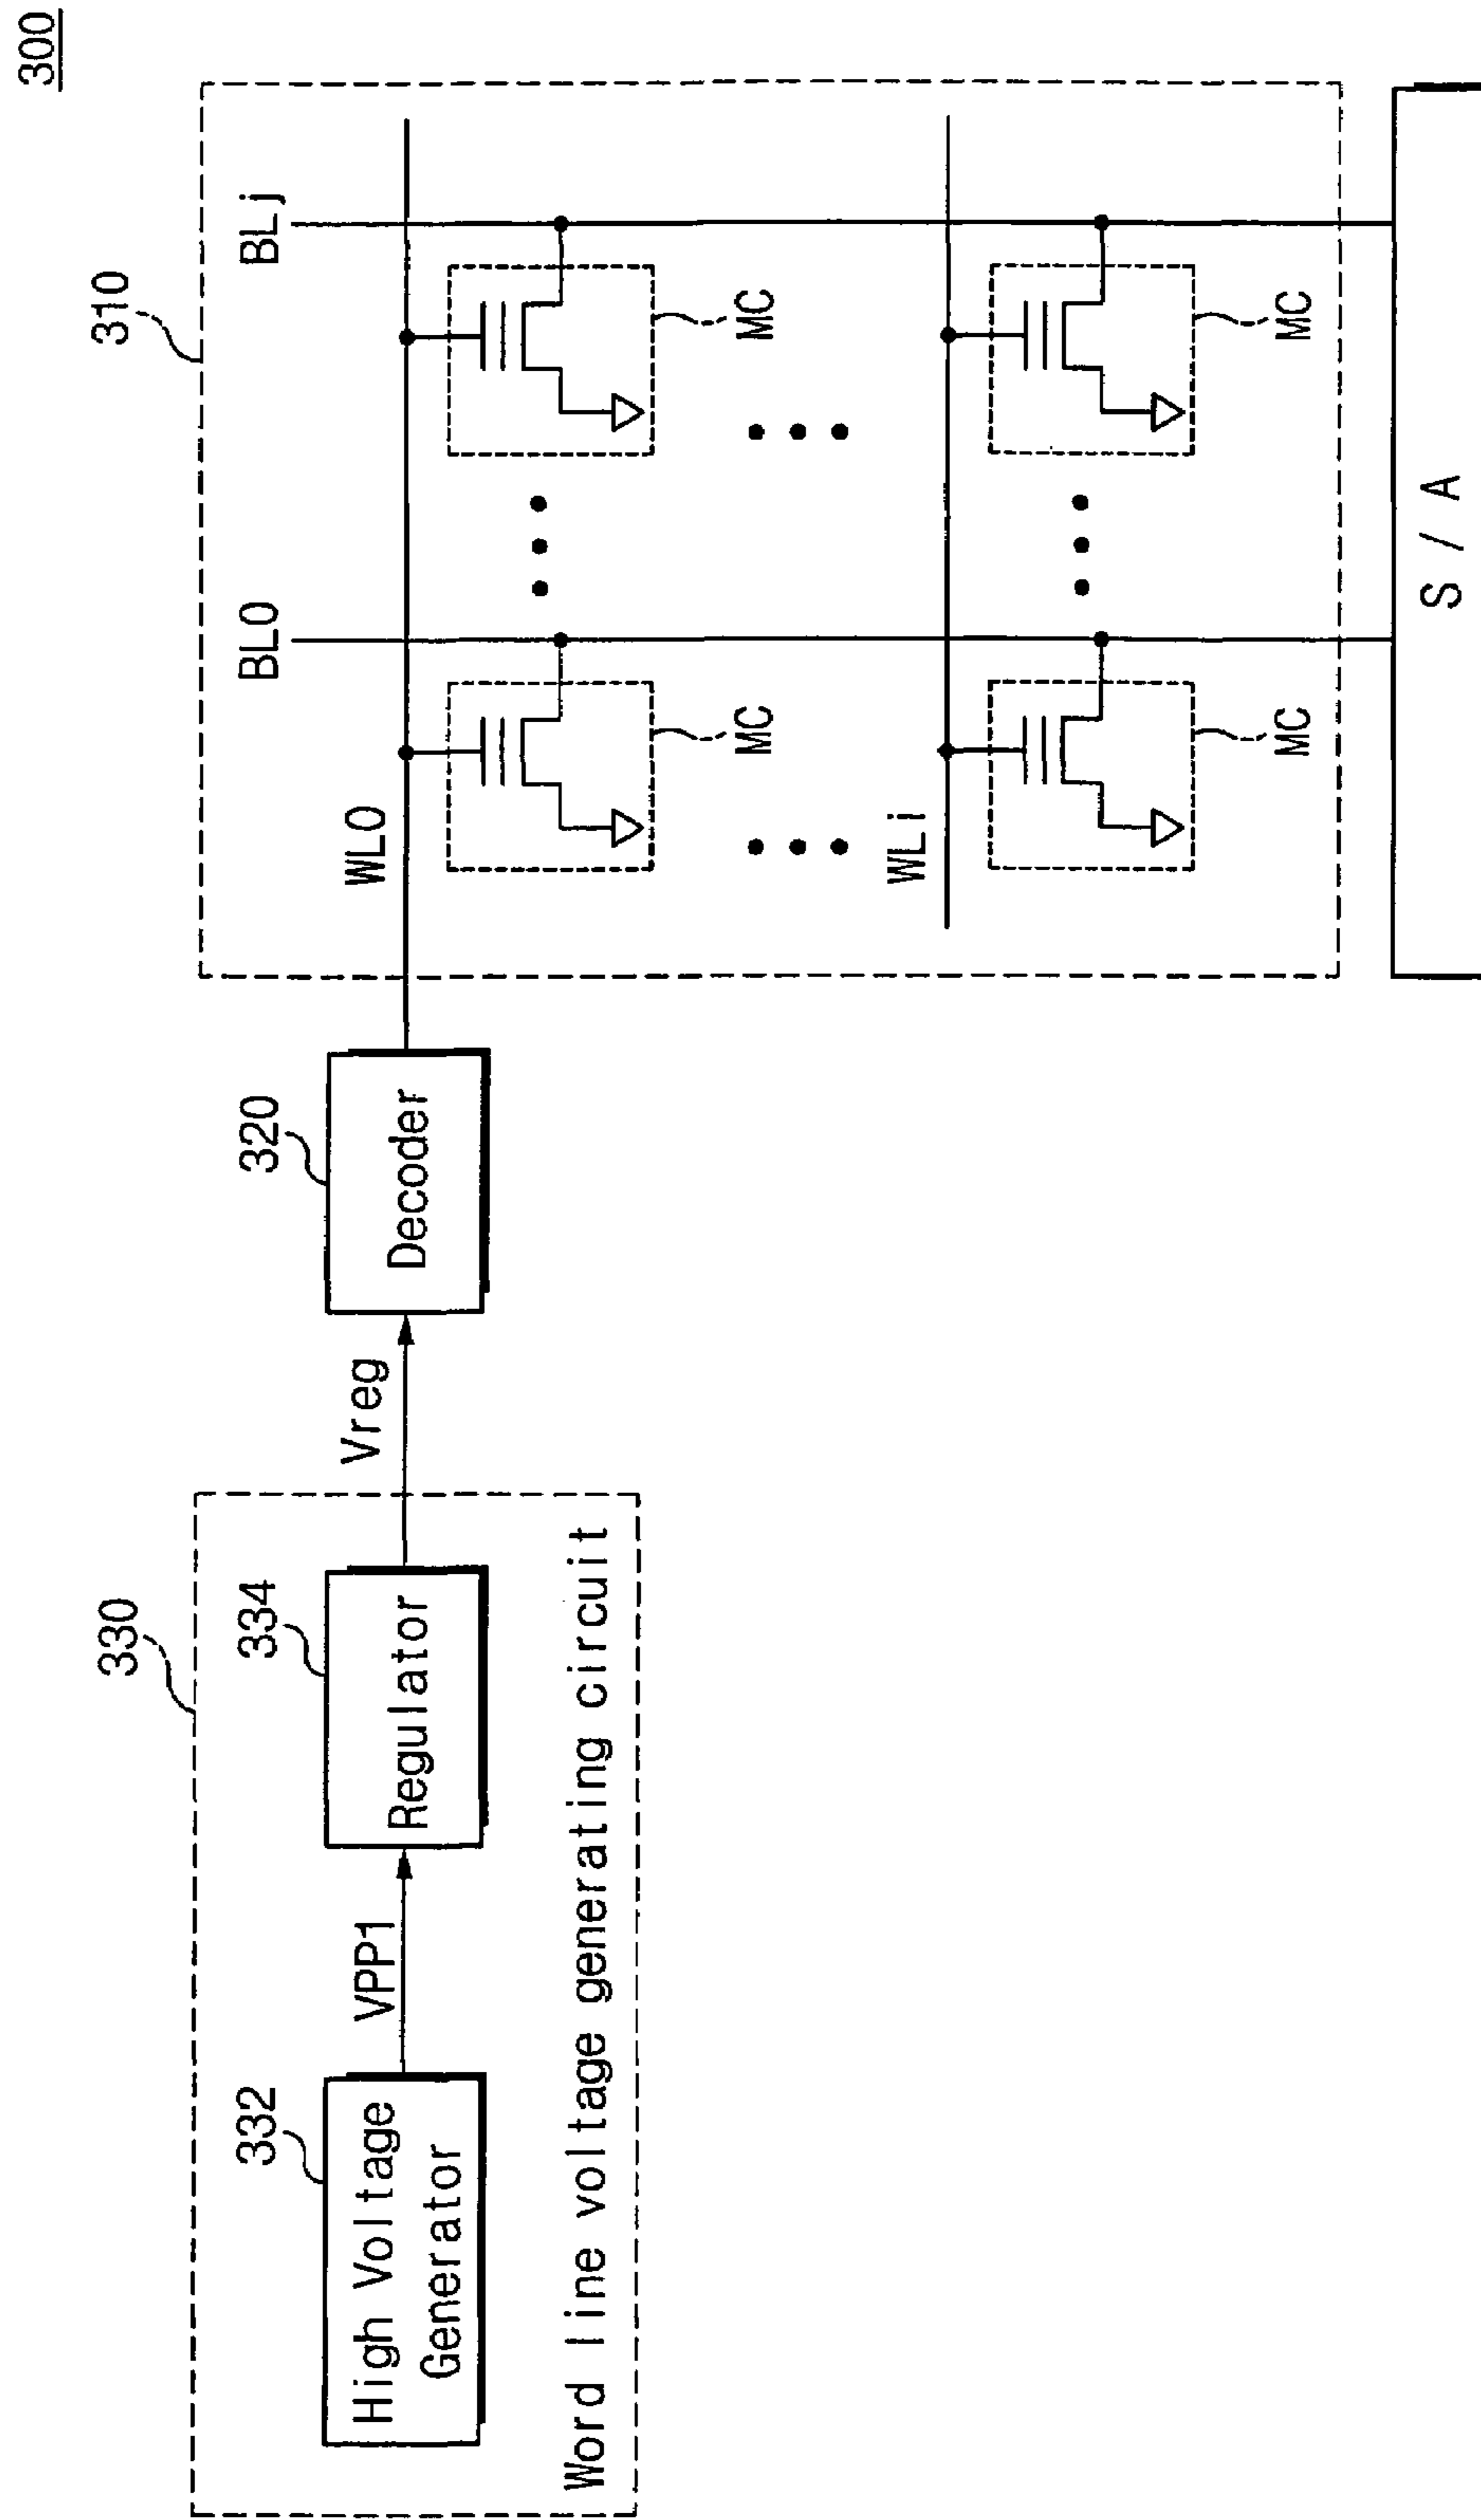 300
310
BL0
BLj
WL0
MC
MC
WLi
MC
MC
S / A
320
Decoder
Vreg
330
334
Regulator
VPP1
332
High Voltage
Generator
Word line voltage generating circuit